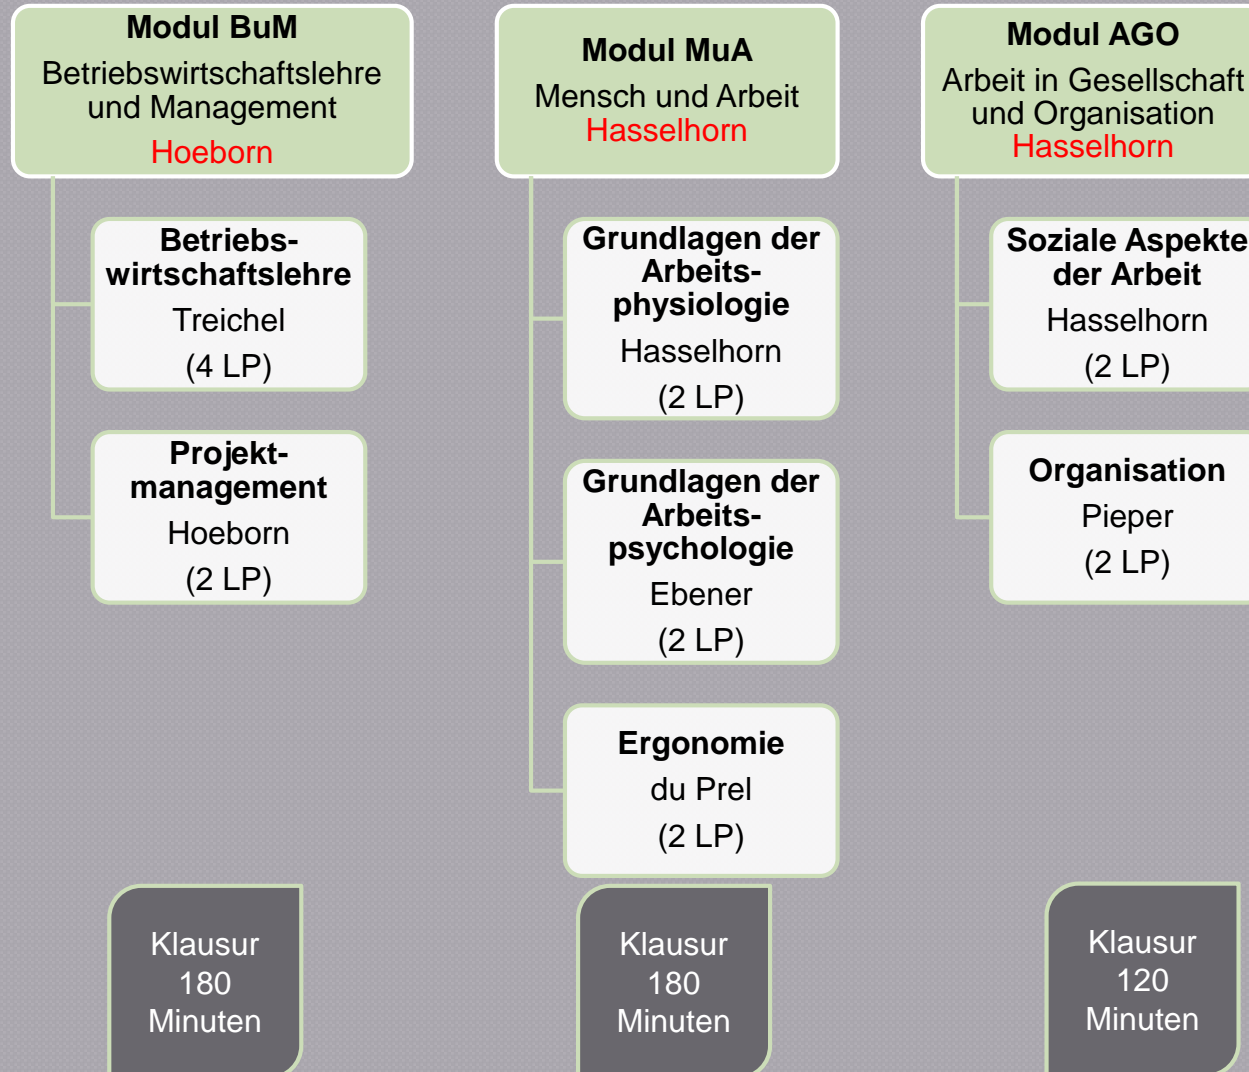 Modul BuM
Betriebswirtschaftslehre
und Management
Hoeborn
Betriebs-
wirtschaftslehre
Treichel
(4 LP)
Projekt-
management
Hoeborn
(2 LP)
Klausur
180
Minuten
Modul MuA
Mensch und Arbeit
Hasselhorn
Grundlagen der
Arbeits-
physiologie
Hasselhorn
(2 LP)
Grundlagen der
Arbeits-
psychologie
Ebener
(2 LP)
Ergonomie
du Prel
(2 LP)
Klausur
180
Minuten
Modul AGO
Arbeit in Gesellschaft
und Organisation
Hasselhorn
Soziale Aspekte
der Arbeit
Hasselhorn
(2 LP)
Organisation
Pieper
(2 LP)
Klausur
120
Minuten